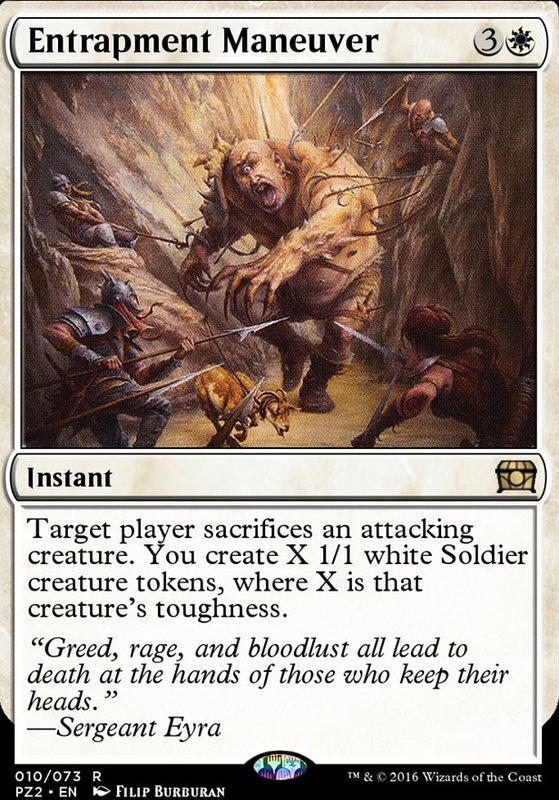 Entrapment Maneuver 3
Instant
Target player sacrifices an attacking
creature. You create X 1/1 white Soldier
creature tokens, where X is that
creature’s toughness.
“Greed, rage, and bloodlust all lead to
death at the hands of those who keep their
heads.”
—Sergeant Eyra
010/073 R
PZ2 • EN Filip Burburan
™ & © 2016 Wizards of the Coast